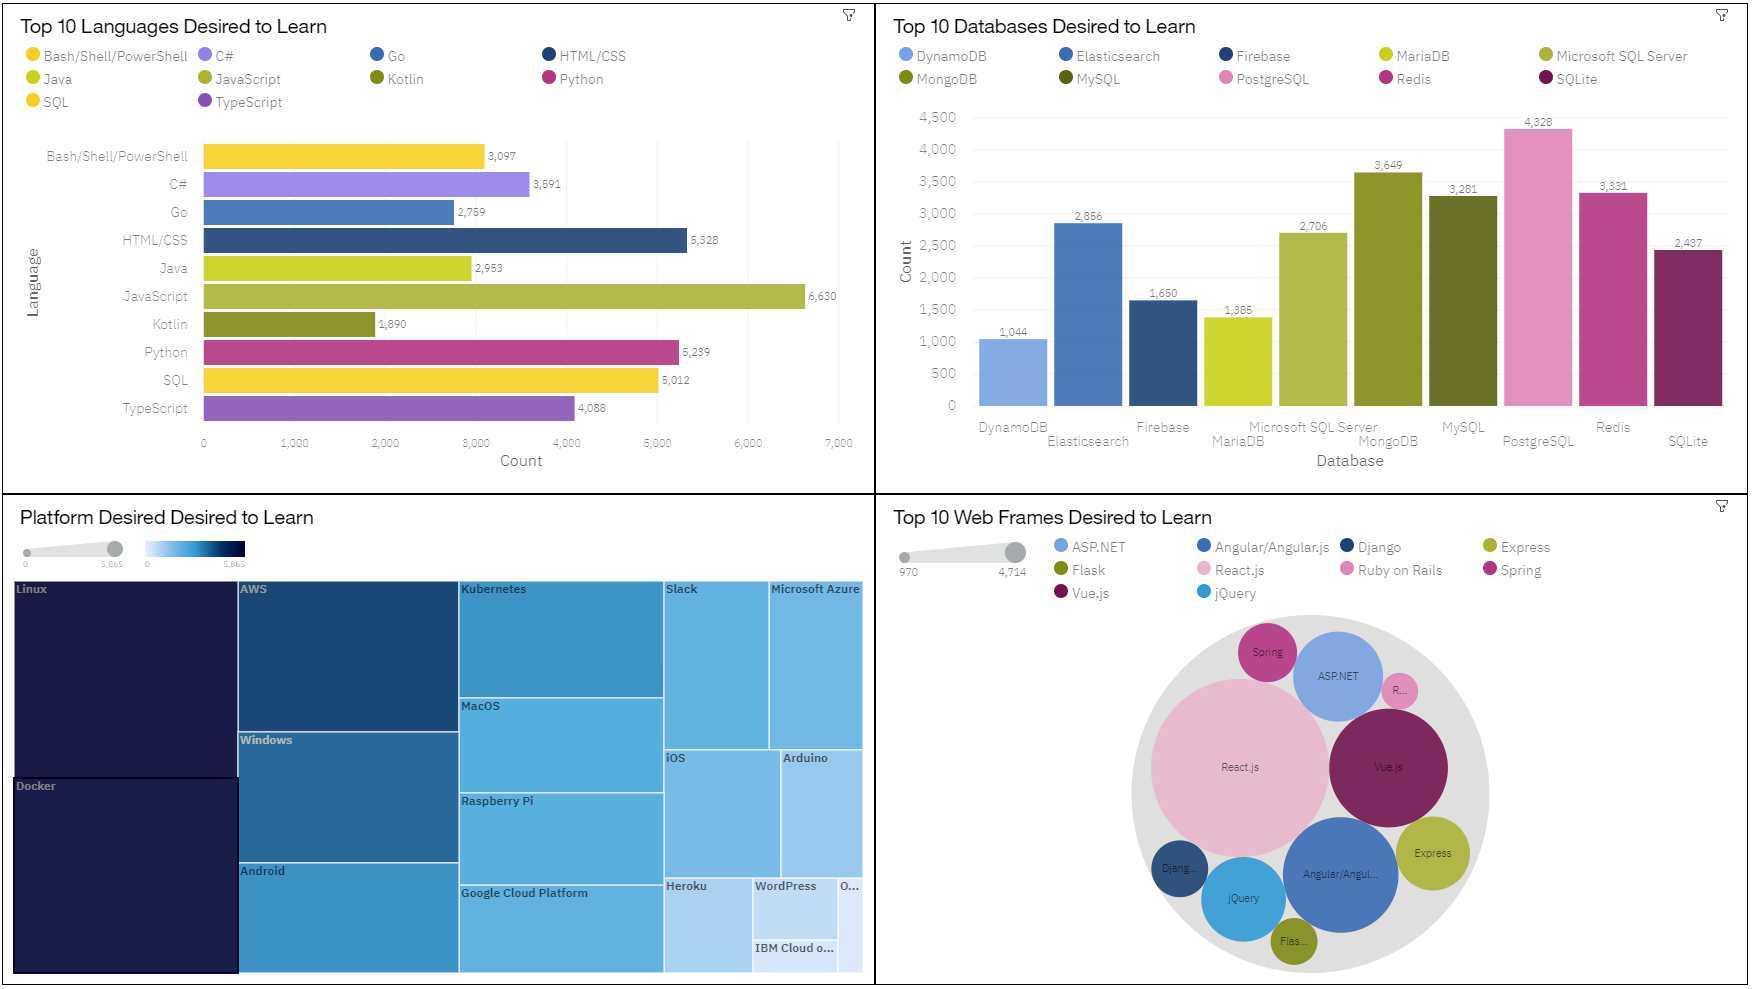 Top 10 Languages Desired to Learn
Bash/Shell/PowerShell C# Go HTML/CSS
Java JavaScript Kotlin Python
SQL TypeScript
Language
Bash/Shell/PowerShell 3,097
C# 3,591
Go 2,759
HTML/CSS 5,328
Java 2,953
JavaScript 6,630
Kotlin 1,890
Python 5,239
SQL 5,012
TypeScript 4,088
0 1,000 2,000 3,000 4,000 5,000 6,000 7,000
Count
Top 10 Databases Desired to Learn
DynamoDB Elasticsearch Firebase MariaDB Microsoft SQL Server
MongoDB MySQL PostgreSQL Redis SQLite
Count
4,500
4,000
3,500
3,000
2,500
2,000
1,500
1,000
500
0
1,044 2,856 1,650 1,385 2,706 3,649 3,281 4,328 3,331 2,437
DynamoDB Firebase Microsoft SQL Server MySQL Redis
Elasticsearch MariaDB MongoDB PostgreSQL SQLite
Database
Platform Desired Desired to Learn
0 5,865 0 5,865
Linux
Docker
AWS
Windows
Android
Kubernetes
MacOS
Raspberry Pi
Google Cloud Platform
Slack
Microsoft Azure
iOS
Arduino
Heroku
WordPress
O...
IBM Cloud o...
Top 10 Web Frames Desired to Learn
970 4,714
ASP.NET Angular/Angular.js Django Express
Flask React.js Ruby on Rails Spring
Vue.js jQuery
Spring
ASP.NET
R...
React.js
Vue.js
Express
Djang...
Angular/Angul...
jQuery
Flas...